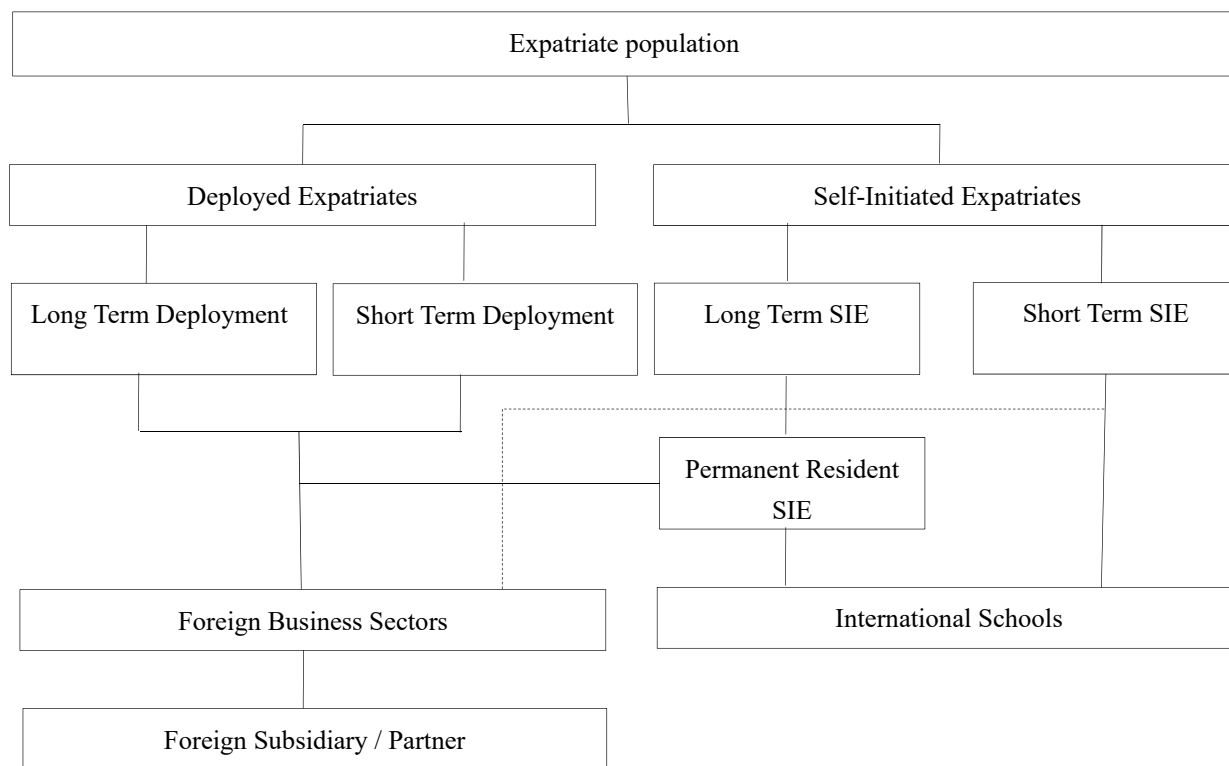 Expatriate population
Deployed Expatriates
Self-Initiated Expatriates
Long Term Deployment
Short Term Deployment
Long Term SIE
Short Term SIE
Permanent Resident
SIE
Foreign Business Sectors
International Schools
Foreign Subsidiary / Partner